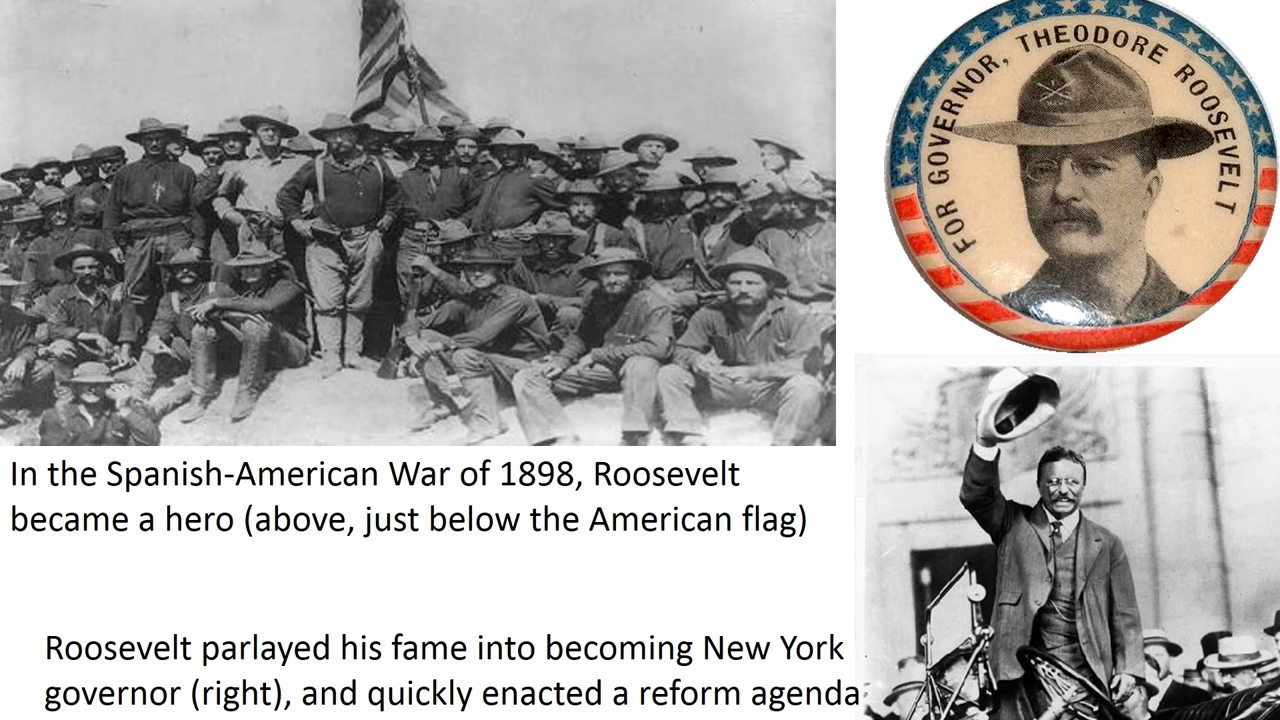 FOR GOVERNOR, THEODORE ROOSEVELT
In the Spanish-American War of 1898, Roosevelt
became a hero (above, just below the American flag)
Roosevelt parlayed his fame into becoming New York
governor (right), and quickly enacted a reform agenda